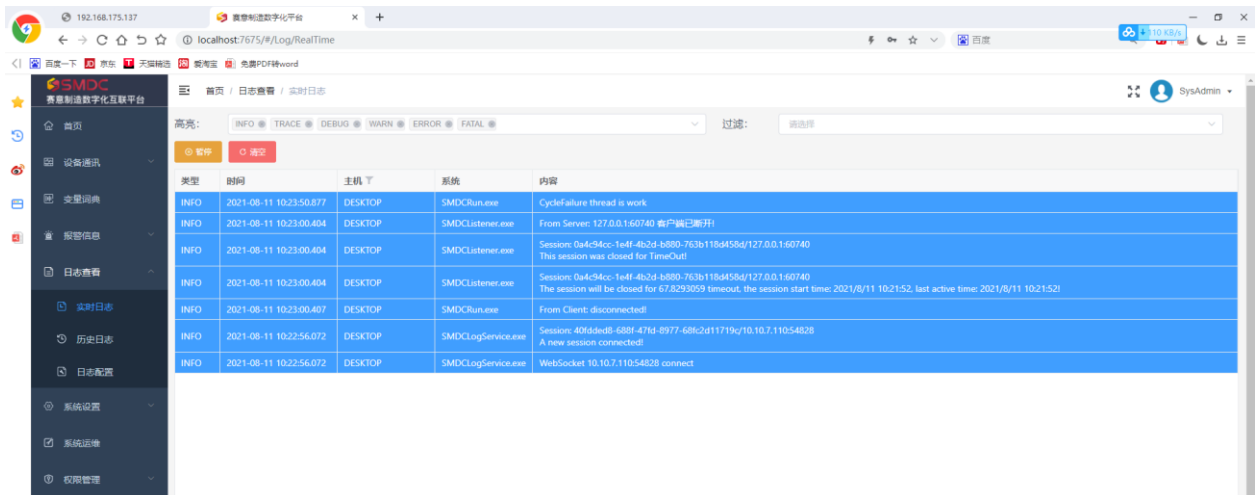 192.168.175.137
赛意制造数字化平台
localhost:7675/#/Log/RealTime
百度
110 KB/s
百度一下 京东 天猫精选 爱淘宝 免费PDF转word
SMDC
赛意制造数字化互联平台
首页 / 日志查看 / 实时日志
SysAdmin
首页
设备通讯
变量词典
报警信息
日志查看
实时日志
历史日志
日志配置
系统设置
系统运维
权限管理
高亮: INFO TRACE DEBUG WARN ERROR FATAL 过滤: 请选择
暂停 清空
类型 时间 主机 系统 内容
INFO 2021-08-11 10:23:50.877 DESKTOP SMDCRun.exe CycleFailure thread is work
INFO 2021-08-11 10:23:00.404 DESKTOP SMDCListener.exe From Server: 127.0.0.1:60740 客户端已断开!
INFO 2021-08-11 10:23:00.404 DESKTOP SMDCListener.exe Session: 0a4c94cc-1e4f-4b2d-b880-763b118d458d/127.0.0.1:60740
This session was closed for TimeOut!
INFO 2021-08-11 10:23:00.404 DESKTOP SMDCListener.exe Session: 0a4c94cc-1e4f-4b2d-b880-763b118d458d/127.0.0.1:60740
The session will be closed for 67.8293059 timeout, the session start time: 2021/8/11 10:21:52, last active time: 2021/8/11 10:21:52!
INFO 2021-08-11 10:23:00.407 DESKTOP SMDCRun.exe From Client: disconnected!
INFO 2021-08-11 10:22:56.072 DESKTOP SMDCLogService.exe Session: 40fdded8-688f-47fd-8977-68fc2d11719c/10.10.7.110:54828
A new session connected!
INFO 2021-08-11 10:22:56.072 DESKTOP SMDCLogService.exe WebSocket 10.10.7.110:54828 connect